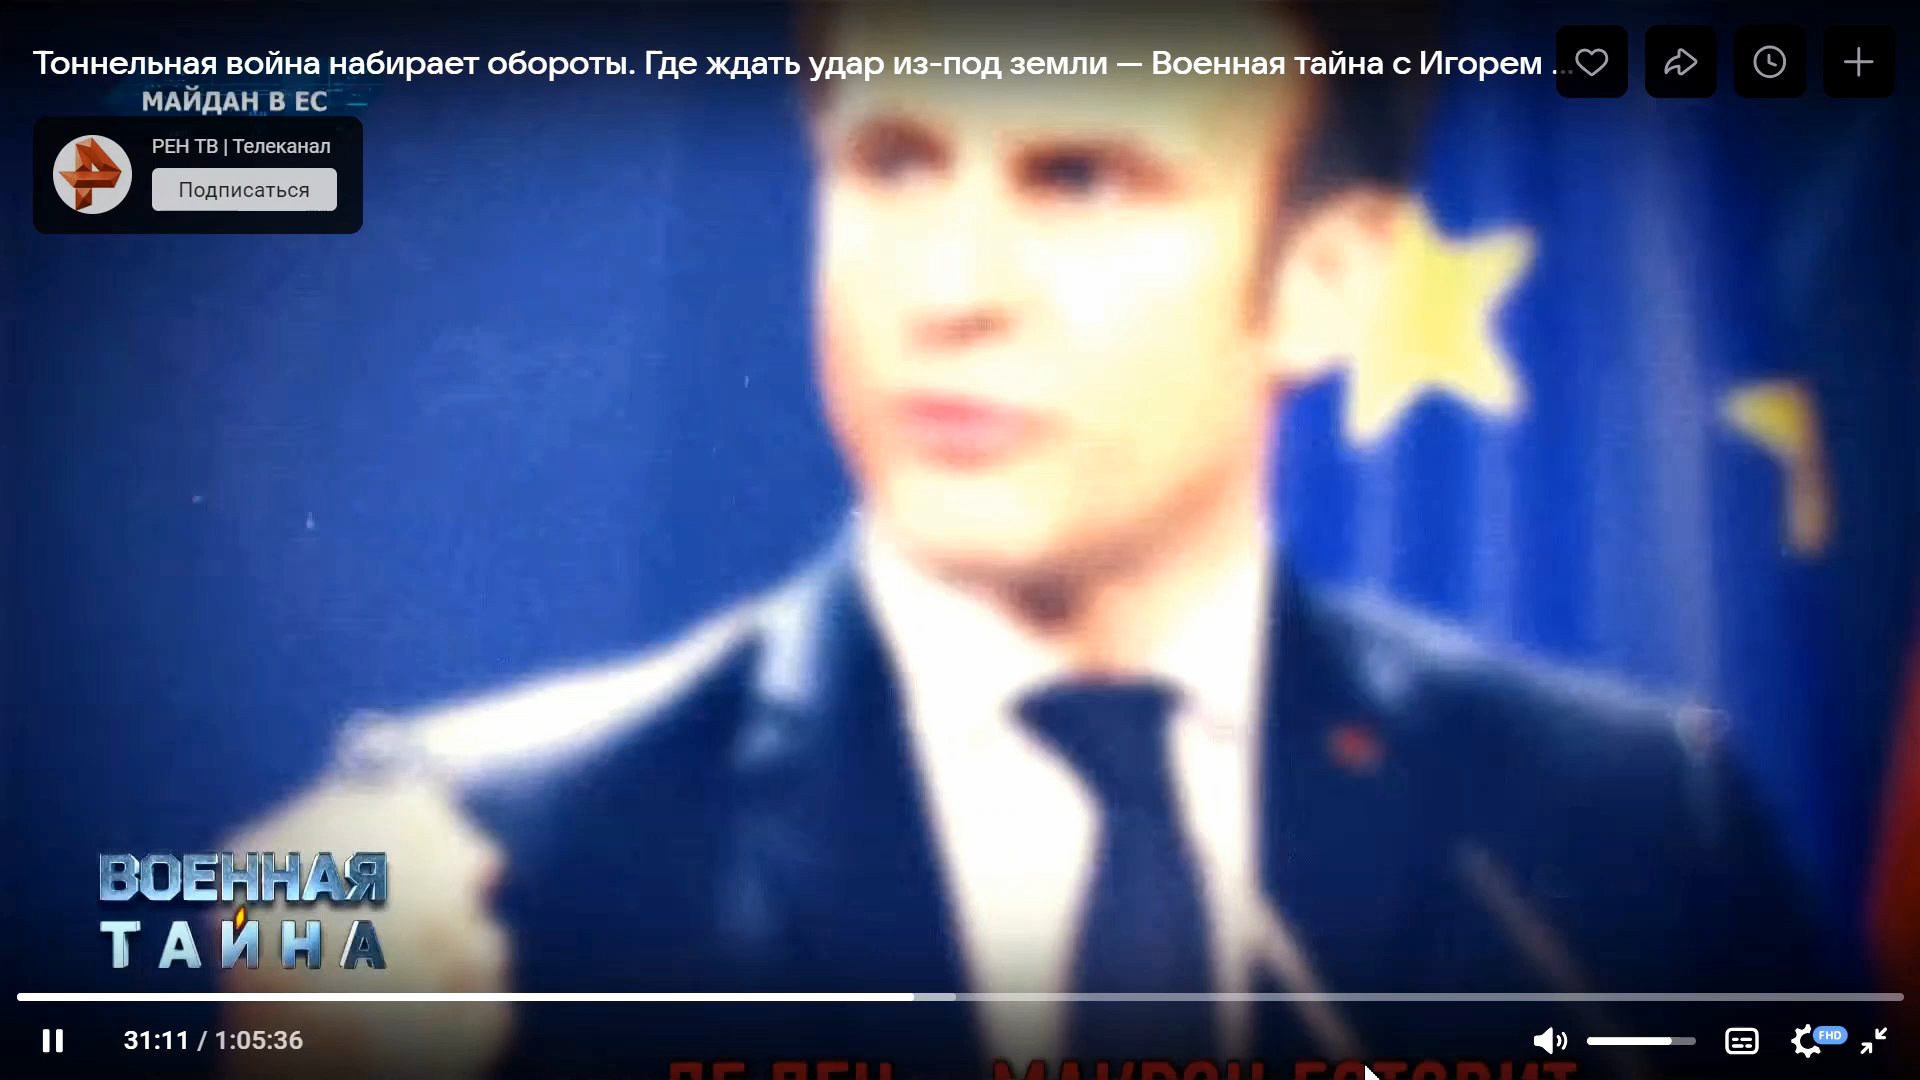 Тоннельная война набирает обороты. Где ждать удар из-под земли — Военная тайна с Игорем ...
МАЙДАН В ЕС
РЕН ТВ | Телеканал
Подписаться
ВОЕННАЯ
ТАЙНА
31:11 / 1:05:36
FHD